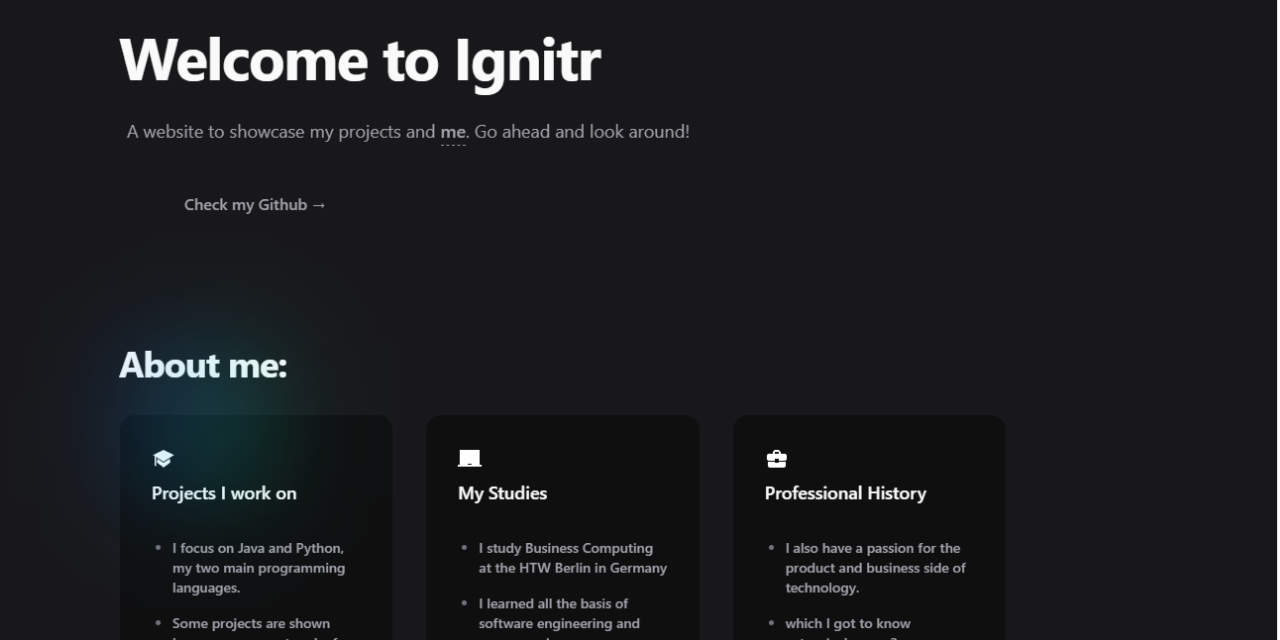 Welcome to Ignitr
A website to showcase my projects and me. Go ahead and look around!
Check my Github →
About me:
Projects I work on
• I focus on Java and Python,
my two main programming
languages.
• Some projects are shown
My Studies
• I study Business Computing
at the HTW Berlin in Germany
• I learned all the basis of
software engineering and
Professional History
• I also have a passion for the
product and business side of
technology.
• which I got to know